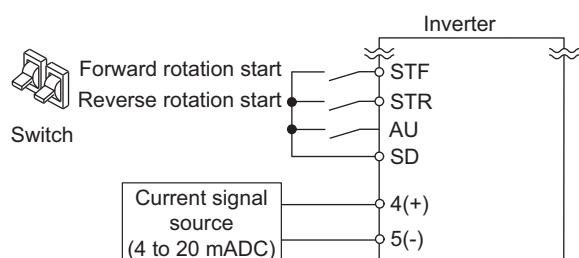 Inverter
Forward rotation start
STF
Reverse rotation start
STR
Switch
AU
SD
Current signal
source
(4 to 20 mADC)
4(+)
5(-)